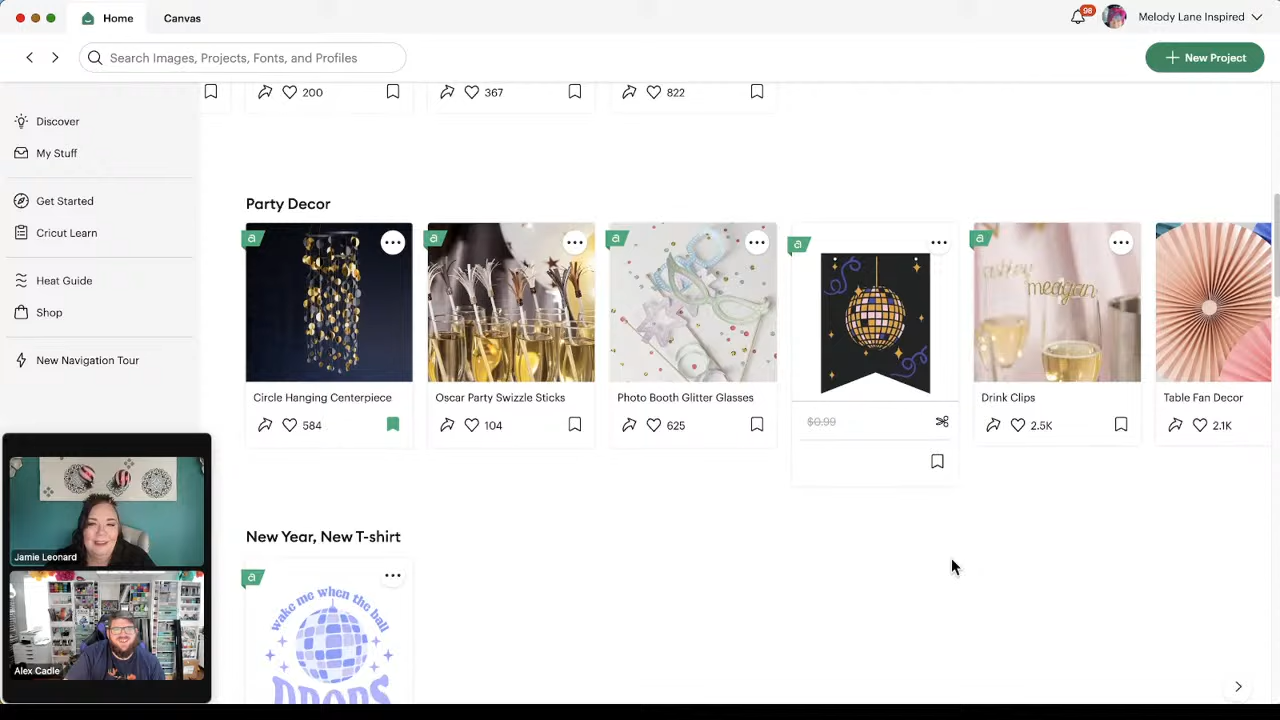 Home
Canvas
98
Melody Lane Inspired
Search Images, Projects, Fonts, and Profiles
New Project
200
367
822
Discover
My Stuff
Get Started
Cricut Learn
Heat Guide
Shop
New Navigation Tour
Party Decor
a
a
a
a
a
ashley
meagan
Circle Hanging Centerpiece
Oscar Party Swizzle Sticks
Photo Booth Glitter Glasses
Drink Clips
Table Fan Decor
584
104
625
$0.99
2.5K
2.1K
New Year, New T-shirt
a
wake me when the ball
DROPS
Jamie Leonard
Alex Cadle